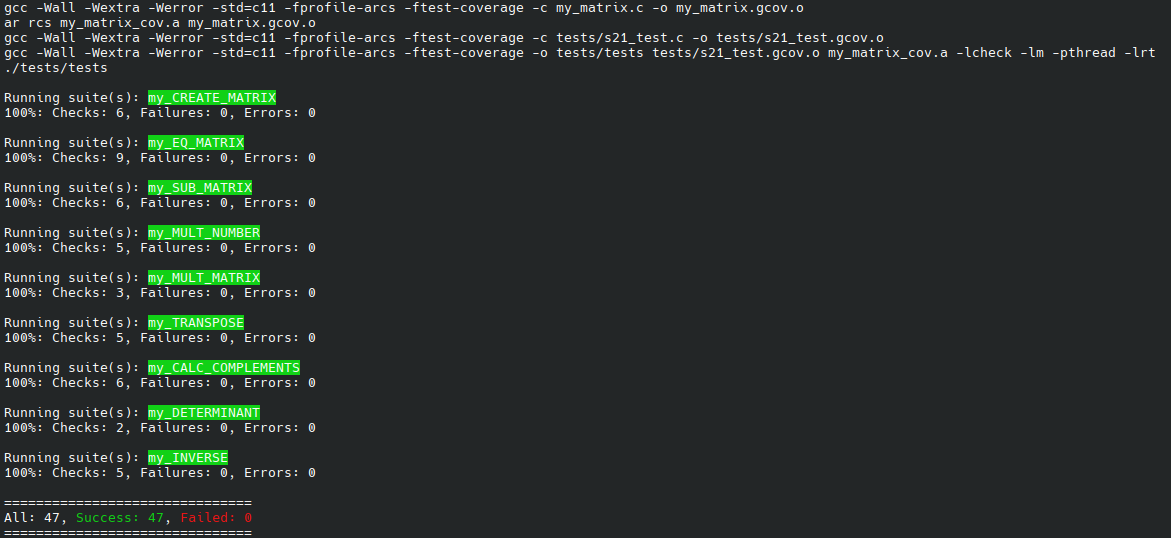 gcc -Wall -Wextra -Werror -std=c11 -fprofile-arcs -ftest-coverage -c my_matrix.c -o my_matrix.gcov.o
ar rcs my_matrix_cov.a my_matrix.gcov.o
gcc -Wall -Wextra -Werror -std=c11 -fprofile-arcs -ftest-coverage -c tests/s21_test.c -o tests/s21_test.gcov.o
gcc -Wall -Wextra -Werror -std=c11 -fprofile-arcs -ftest-coverage -o tests/tests tests/s21_test.gcov.o my_matrix_cov.a -lcheck -lm -pthread -lrt
./tests/tests
Running suite(s): my_CREATE_MATRIX
100%: Checks: 6, Failures: 0, Errors: 0
Running suite(s): my_EQ_MATRIX
100%: Checks: 9, Failures: 0, Errors: 0
Running suite(s): my_SUB_MATRIX
100%: Checks: 6, Failures: 0, Errors: 0
Running suite(s): my_MULT_NUMBER
100%: Checks: 5, Failures: 0, Errors: 0
Running suite(s): my_MULT_MATRIX
100%: Checks: 3, Failures: 0, Errors: 0
Running suite(s): my_TRANSPOSE
100%: Checks: 5, Failures: 0, Errors: 0
Running suite(s): my_CALC_COMPLEMENTS
100%: Checks: 6, Failures: 0, Errors: 0
Running suite(s): my_DETERMINANT
100%: Checks: 2, Failures: 0, Errors: 0
Running suite(s): my_INVERSE
100%: Checks: 5, Failures: 0, Errors: 0
===============================
All: 47, Success: 47, Failed: 0
===============================